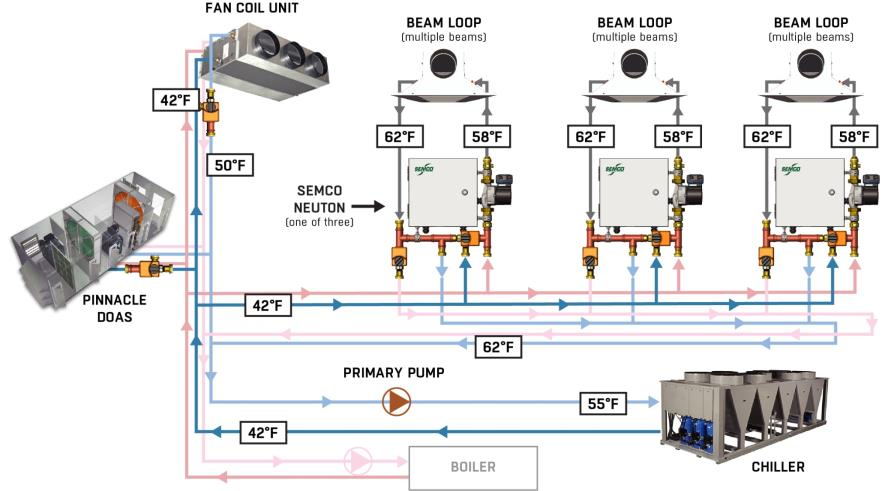 FAN COIL UNIT
BEAM LOOP
(multiple beams)
BEAM LOOP
(multiple beams)
BEAM LOOP
(multiple beams)
42°F
62°F
58°F
62°F
58°F
62°F
58°F
50°F
SEMCO
SEMCO
SEMCO
SEMCO
NEUTON
(one of three)
PINNACLE
DOAS
42°F
62°F
PRIMARY PUMP
55°F
42°F
BOILER
CHILLER